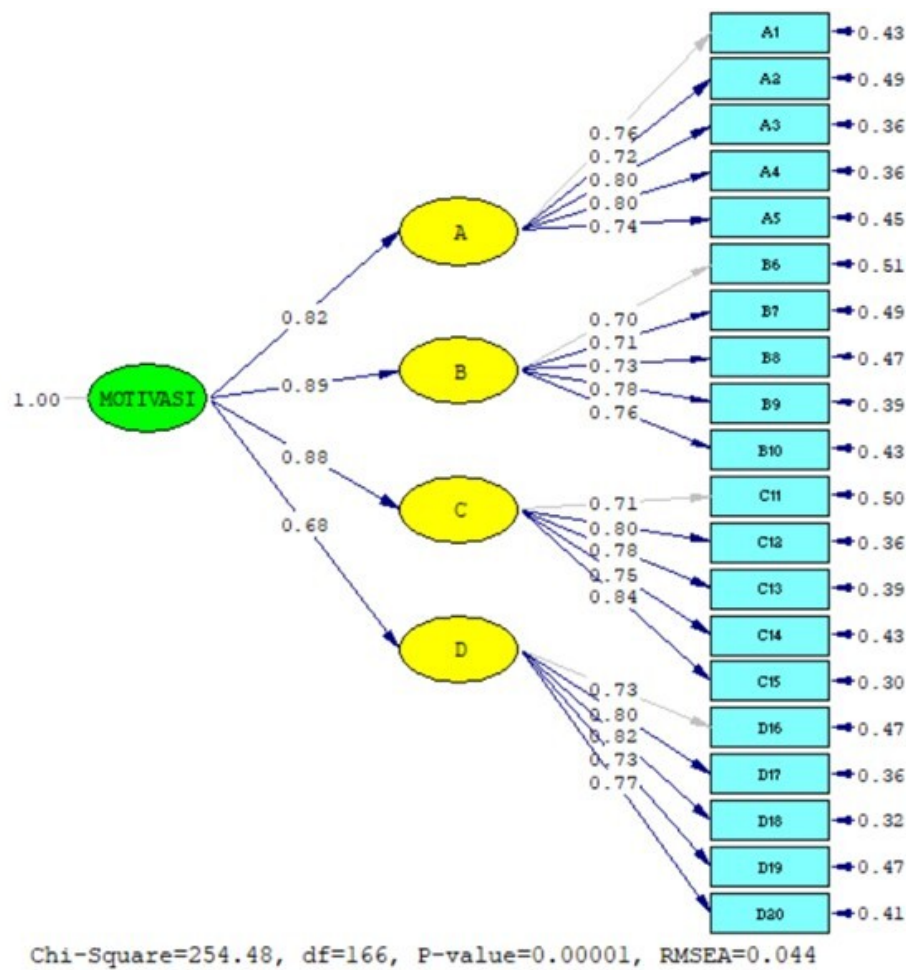 A1 0.43
A2 0.49
A3 0.36
A4 0.36
A5 0.45
0.76
0.72
0.80
0.80
0.74
A
B6 0.51
B7 0.49
B8 0.47
B9 0.39
B10 0.43
0.70
0.71
0.73
0.78
0.76
B
0.82
0.89
0.88
0.68
1.00 MOTIVASI
C11 0.50
C12 0.36
C13 0.39
C14 0.43
C15 0.30
0.71
0.80
0.78
0.75
0.84
C
D
0.73
0.80
0.82
0.73
0.77
D16 0.47
D17 0.36
D18 0.32
D19 0.47
D20 0.41
Chi-Square=254.48, df=166, P-value=0.00001, RMSEA=0.044